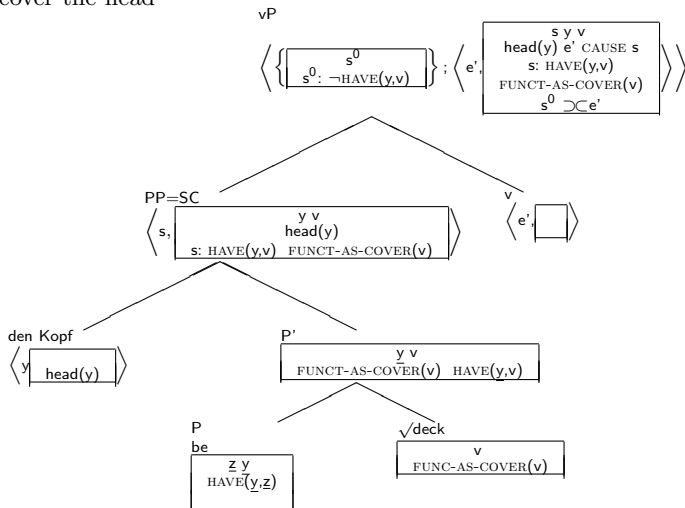 cover the head
vP
⟨ { s⁰
s⁰: ¬HAVE(y,v) } ; ⟨ e',
s y v
head(y) e' CAUSE s
s: HAVE(y,v)
FUNCT-AS-COVER(v)
s⁰ ⊃⊂ e' ⟩⟩
PP=SC
⟨ s,
y v
head(y)
s: HAVE(y,v) FUNCT-AS-COVER(v) ⟩
v
⟨ e', ⟩
den Kopf
⟨ y
head(y) ⟩
P'
y v
FUNCT-AS-COVER(v) HAVE(y,v)
P
be
z y
HAVE(y,z)
√deck
v
FUNC-AS-COVER(v)